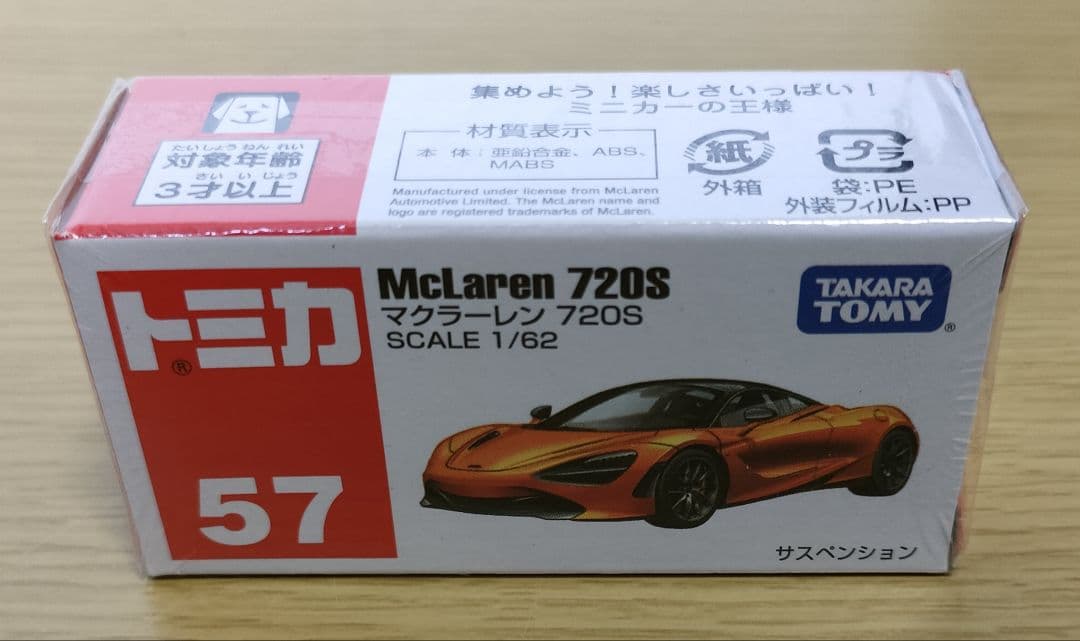 たいしょうねんれい
対象年齢
さいいじょう
3才以上
集めよう!楽しさいっぱい!
ミニカーの王様
材質表示
本体:亜鉛合金、ABS、
MABS
Manufactured under license from McLaren
Automotive Limited. The McLaren name and
logo are registered trademarks of McLaren.
紙
外箱
プラ
袋:PE
外装フィルム:PP
トミカ®
57
McLaren 720S
マクラーレン 720S
SCALE 1/62
TAKARA
TOMY®
サスペンション